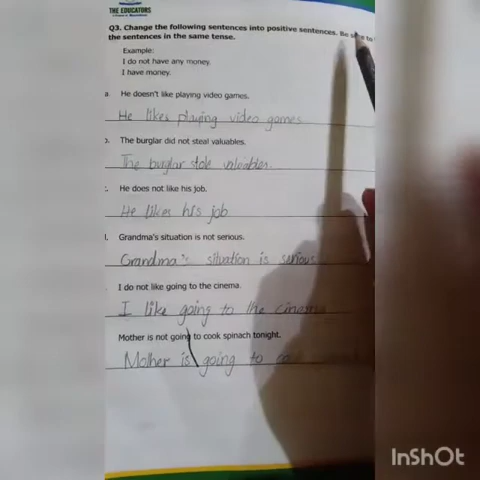 THE EDUCATORS
Q3. Change the following sentences into positive sentences. Be to
the sentences in the same tense.
Example:
I do not have any money.
I have money.
a. He doesn't like playing video games.
He likes playing video games
b. The burglar did not steal valuables.
The burglar stole valuables.
c. He does not like his job.
He likes his job
d. Grandma's situation is not serious.
Grandma's situation is serious
I do not like going to the cinema.
I like going to the cinema
Mother is not going to cook spinach tonight.
Mother is going to
InShOt